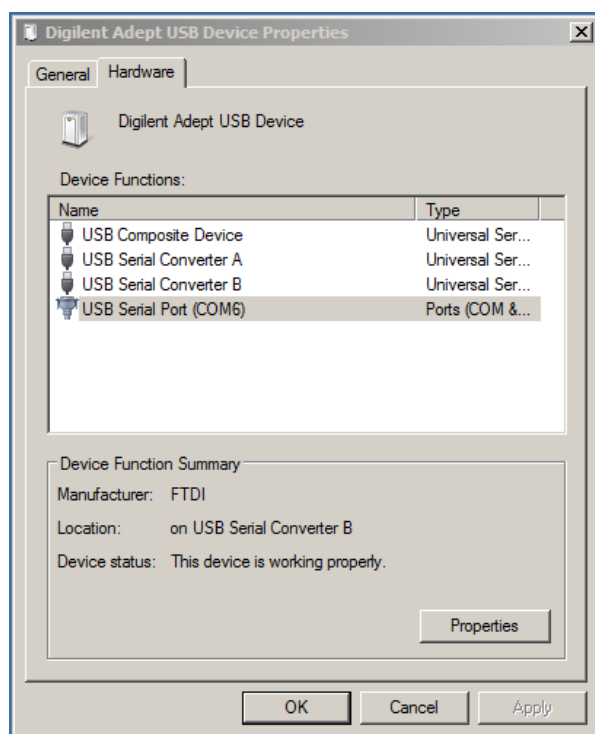 Digilent Adept USB Device Properties
General Hardware
Digilent Adept USB Device
Device Functions:
Name Type
USB Composite Device Universal Ser...
USB Serial Converter A Universal Ser...
USB Serial Converter B Universal Ser...
USB Serial Port (COM6) Ports (COM &...
Device Function Summary
Manufacturer: FTDI
Location: on USB Serial Converter B
Device status: This device is working properly.
Properties
OK Cancel Apply